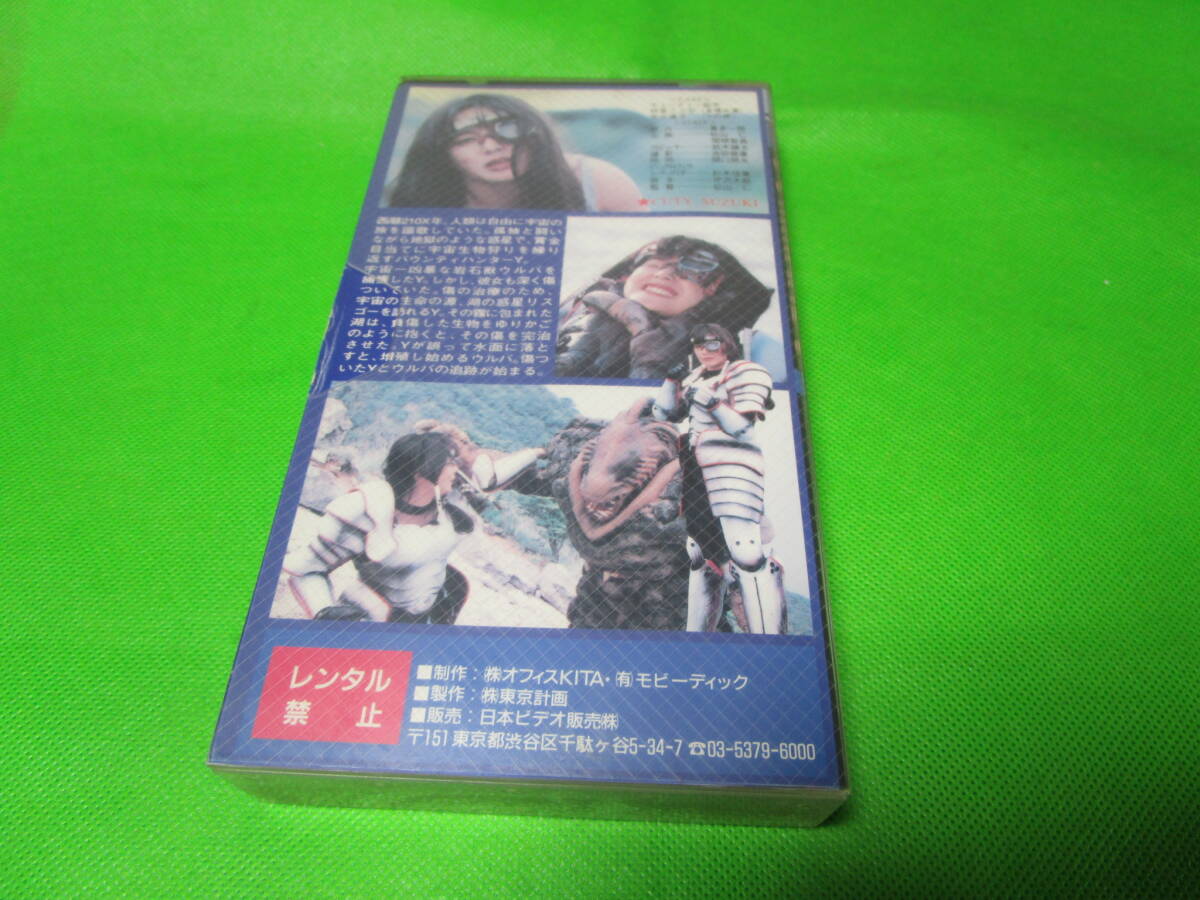 ★CUTY SUZUKI
西暦210X年、人類は自由に宇宙の
旅を謳歌していた。孤独と闘い
ながら地獄のような惑星で、賞金
目当てに宇宙生物狩りを繰り
返すバウンティハンターY。
宇宙一凶暴な岩石獣ウルバを
捕獲したY。しかし、彼女も深く傷
ついていた。傷の治療のため、
宇宙の生命の源、湖の惑星リス
ゴーを訪れるY。その霧に包まれた
湖は、負傷した生物をゆりかご
のように抱くと、その傷を完治
させた。Yが誤って水面に落と
すと、増殖し始めるウルバ。傷つ
いたYとウルバの追跡が始まる。
レンタル
禁止
■制作：㈱オフィスKITA・㈲モビーディック
■製作：㈱東京計画
■販売：日本ビデオ販売㈱
〒151 東京都渋谷区千駄ヶ谷5-34-7 ☎03-5379-6000